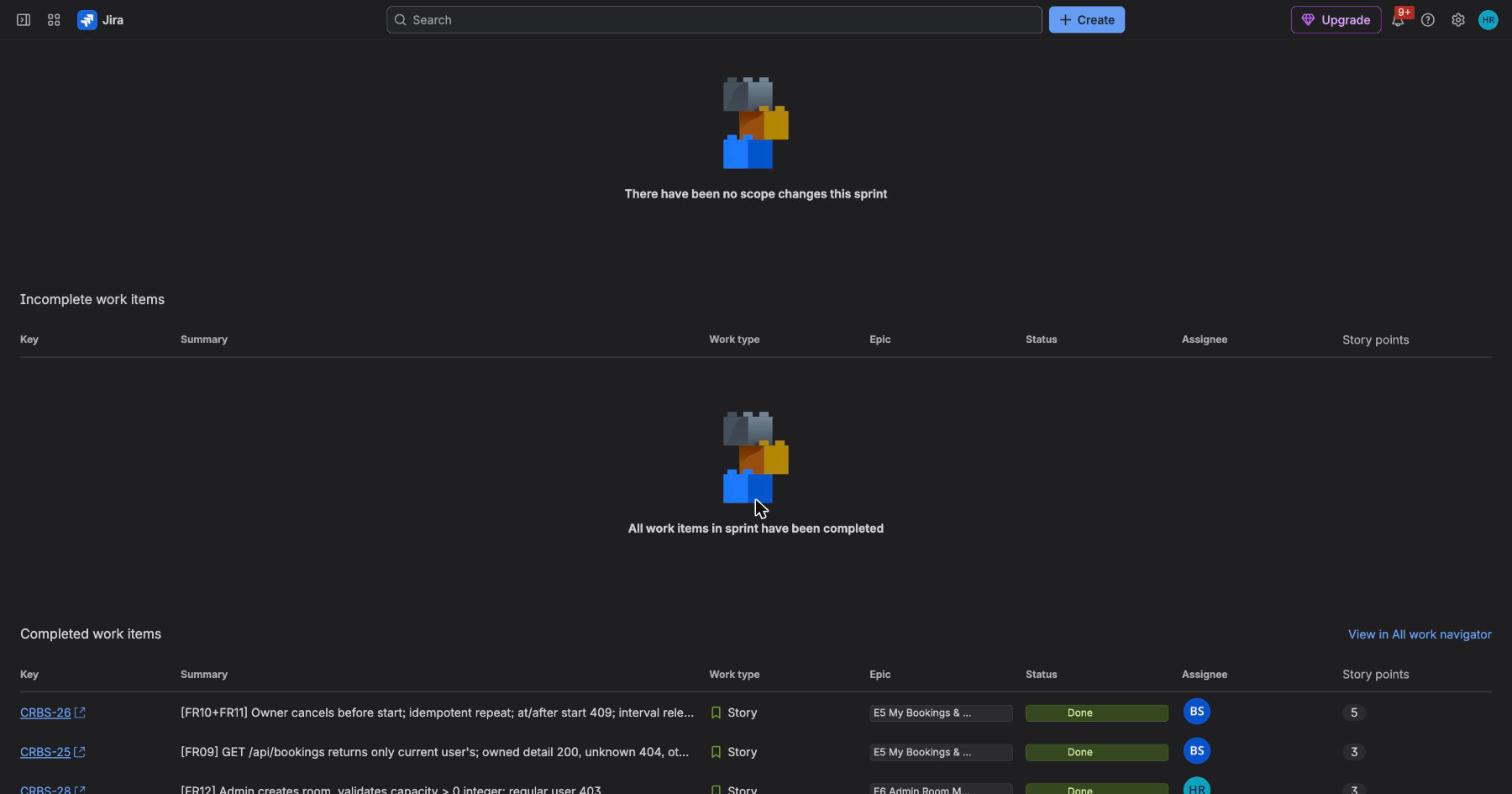 Jira
Search
Create
Upgrade
9+
HR
There have been no scope changes this sprint
Incomplete work items
Key Summary Work type Epic Status Assignee Story points
All work items in sprint have been completed
Completed work items View in All work navigator
Key Summary Work type Epic Status Assignee Story points
CRBS-26 [FR10+FR11] Owner cancels before start; idempotent repeat; at/after start 409; interval rele... Story E5 My Bookings & ... Done BS 5
CRBS-25 [FR09] GET /api/bookings returns only current user's; owned detail 200, unknown 404, ot... Story E5 My Bookings & ... Done BS 3
CRBS-28 [FR12] Admin creates room, validates capacity > 0 integer; regular user 403 Story E6 Admin Room M... Done HR 3